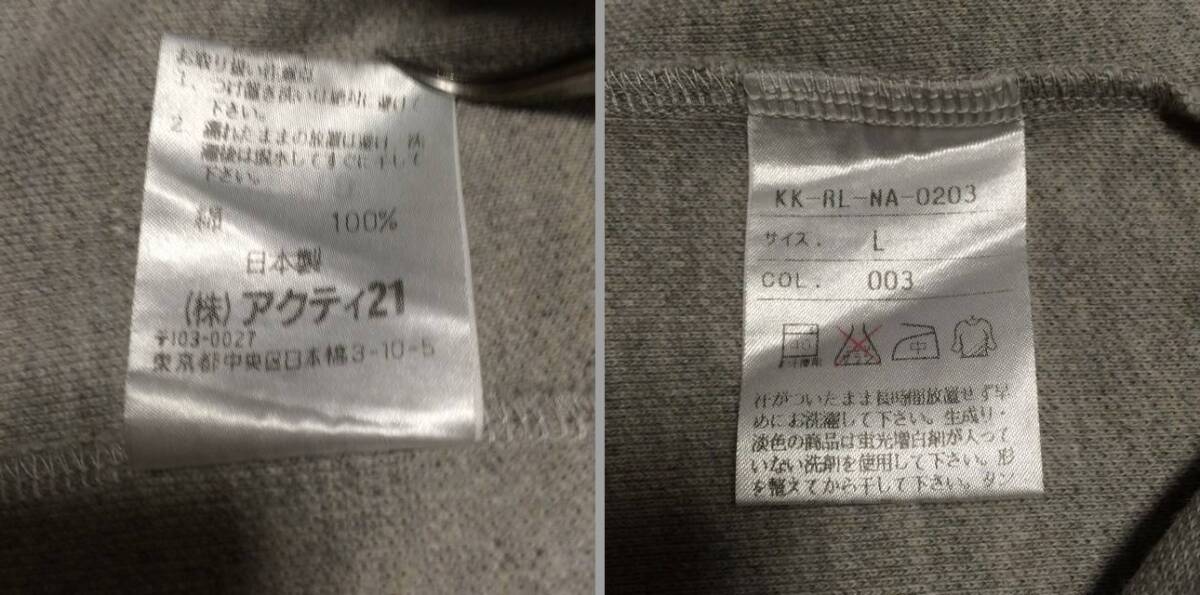 お取り扱い注意点
1. つけ置き洗いは絶対に避けて
下さい。
2 濡れたままの放置は避け 洗
濯後は脱水してすぐに干して
下さい。
綿 100%
日本製
(株)アクティ21
〒103-0027
東京都中央区日本橋3-10-5
KK-RL-NA-0203
サイズ. L
COL. 003
40
汗がついたまま長時間放置せず早
めにお洗濯して下さい。生成り・
淡色の商品は蛍光増白剤が入って
いない洗剤を使用して下さい。形
を整えてから干して下さい。タン